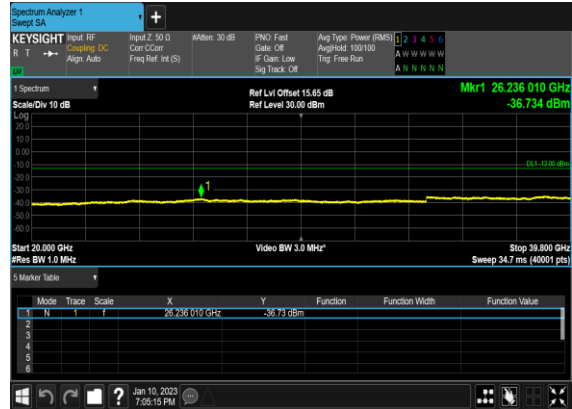 Spectrum Analyzer 1
Swept SA
KEYSIGHT Input: RF Input Z: 50 Ω #Atten: 30 dB PNO: Fast Avg Type: Power (RMS) 1 2 3 4 5 6
R T Coupling: DC Corr CCorr Gate: Off Avg|Hold: 100/100 A W W W W W
Align: Auto Freq Ref: Int (S) IF Gain: Low Trig: Free Run
Sig Track: Off A N N N N N
1 Spectrum
Ref Lvl Offset 15.65 dB Mkr1 26.236 010 GHz
Scale/Div 10 dB Ref Level 30.00 dBm -36.734 dBm
Log
20.0
10.0
0.00
-10.0
DL1 -13.00 dBm
-20.0
1
-30.0
-40.0
-50.0
-60.0
Start 20.000 GHz Video BW 3.0 MHz* Stop 39.800 GHz
#Res BW 1.0 MHz Sweep 34.7 ms (40001 pts)
5 Marker Table
Mode Trace Scale X Y Function Function Width Function Value
1 N 1 f 26.236 010 GHz -36.73 dBm
2
3
4
5
6
? Jan 10, 2023
7:05:15 PM